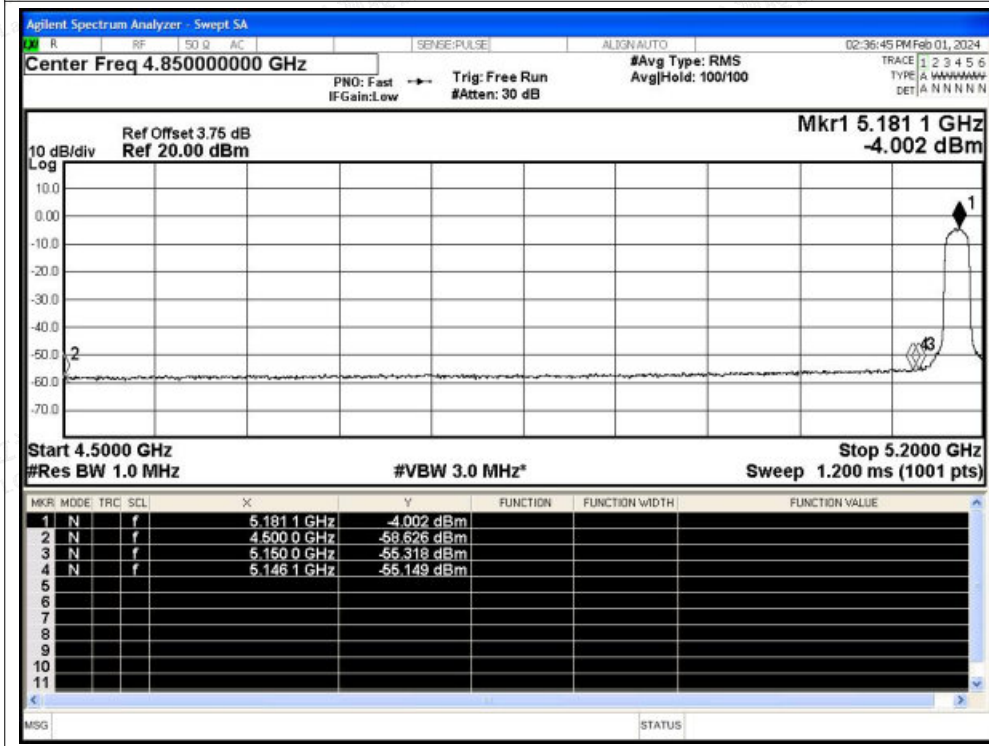 Agilent Spectrum Analyzer - Swept SA
LXI R RF 50 Ω AC SENSE:PULSE ALIGN AUTO 02:36:45 PM Feb 01, 2024
Center Freq 4.850000000 GHz #Avg Type: RMS TRACE 1 2 3 4 5 6
PNO: Fast Trig: Free Run Avg|Hold: 100/100 TYPE A WWWWW
IFGain:Low #Atten: 30 dB DET A N N N N N
Mkr1 5.181 1 GHz
Ref Offset 3.75 dB
10 dB/div Ref 20.00 dBm -4.002 dBm
Log
10.0
0.00
-10.0
-20.0
-30.0
-40.0
-50.0
-60.0
-70.0
1
2
43
Start 4.5000 GHz Stop 5.2000 GHz
#Res BW 1.0 MHz #VBW 3.0 MHz* Sweep 1.200 ms (1001 pts)
MKR MODE TRC SCL X Y FUNCTION FUNCTION WIDTH FUNCTION VALUE
1 N f 5.181 1 GHz -4.002 dBm
2 N f 4.500 0 GHz -58.626 dBm
3 N f 5.150 0 GHz -55.318 dBm
4 N f 5.146 1 GHz -55.149 dBm
5
6
7
8
9
10
11
MSG STATUS